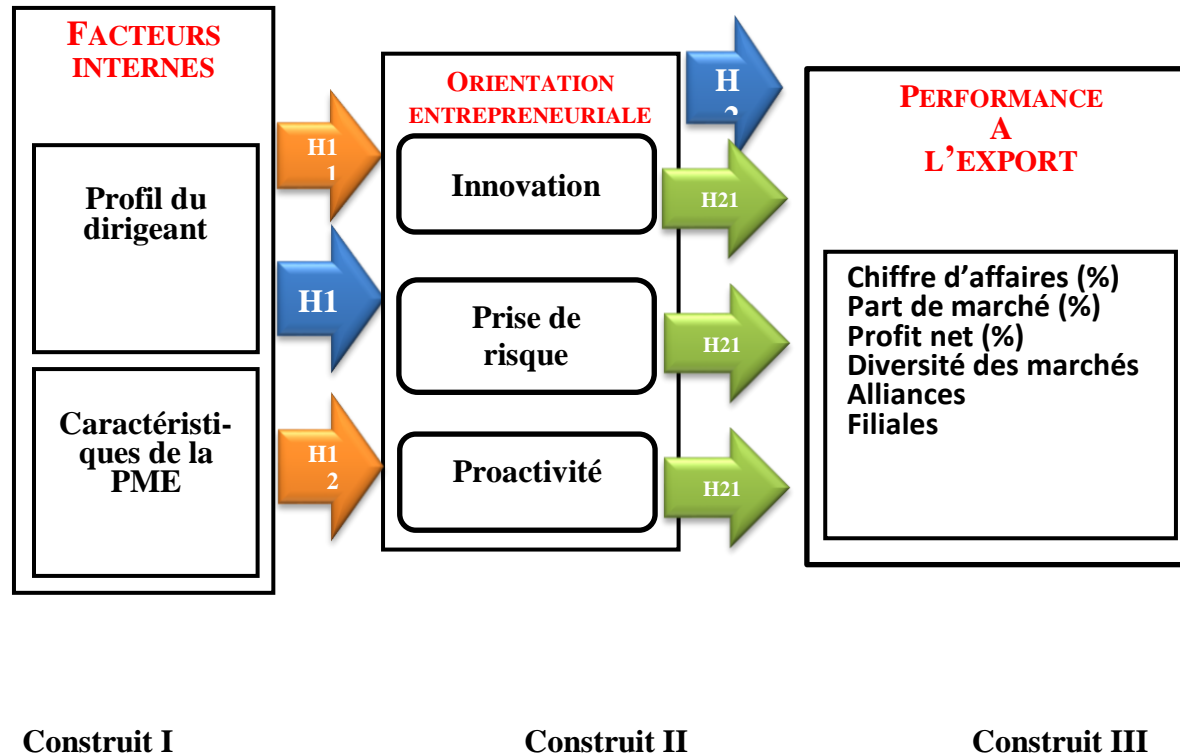 FACTEURS
INTERNES
Profil du
dirigeant
Caractéristi-
ques de la
PME
H1
1
H1
H1
2
ORIENTATION
ENTREPRENEURIALE
Innovation
Prise de
risque
Proactivité
H
2
H21
H21
H21
PERFORMANCE
A
L’EXPORT
Chiffre d’affaires (%)
Part de marché (%)
Profit net (%)
Diversité des marchés
Alliances
Filiales
Construit I
Construit II
Construit III